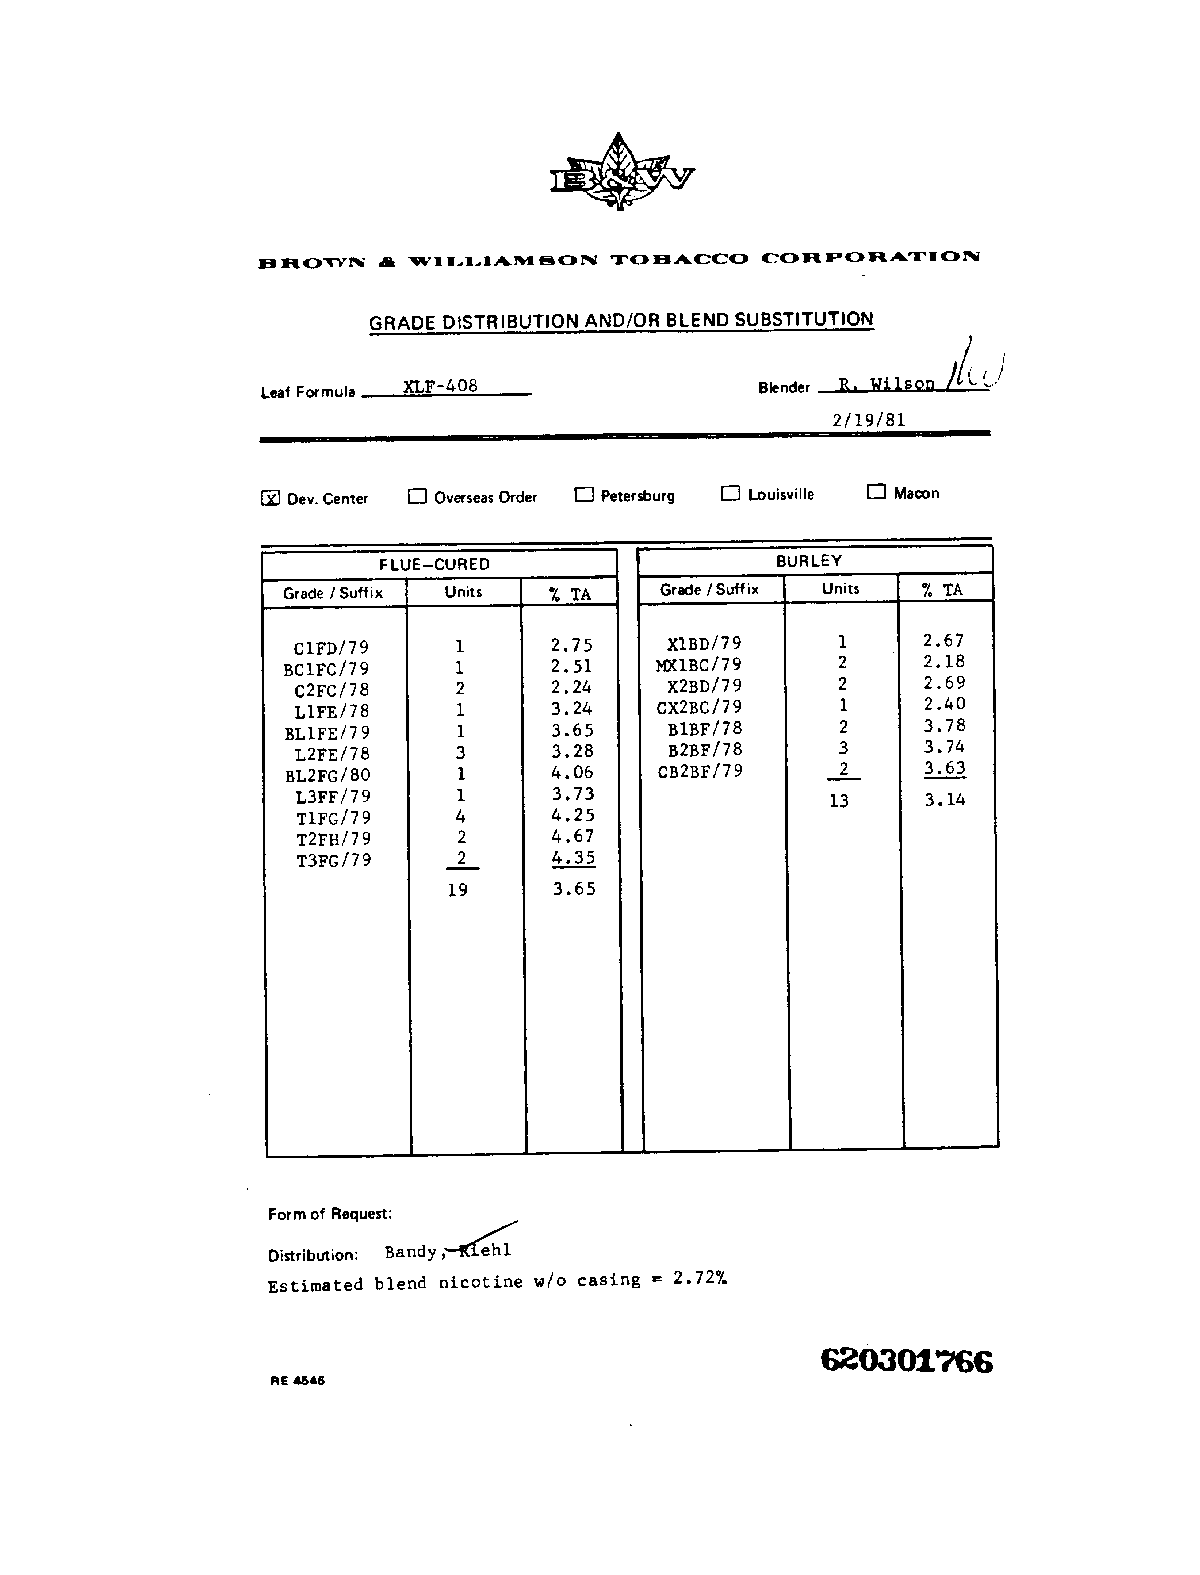 B&W
BROWN & WILLIAMSON TOBACCO CORPORATION
GRADE DISTRIBUTION AND/OR BLEND SUBSTITUTION
Leaf Formula XLF-408 Blender R. Wilson RW
2/19/81
X Dev. Center Overseas Order Petersburg Louisville Macon
FLUE-CURED BURLEY
Grade / Suffix Units % TA Grade / Suffix Units % TA
C1FD/79 1 2.75 X1BD/79 1 2.67
BC1FC/79 1 2.51 MX1BC/79 2 2.18
C2FC/78 2 2.24 X2BD/79 2 2.69
L1FE/78 1 3.24 CX2BC/79 1 2.40
BL1FE/79 1 3.65 B1BF/78 2 3.78
L2FE/78 3 3.28 B2BF/78 3 3.74
BL2FG/80 1 4.06 CB2BF/79 2 3.63
L3FF/79 1 3.73 13 3.14
T1FG/79 4 4.25
T2FH/79 2 4.67
T3FG/79 2 4.35
19 3.65
Form of Request:
Distribution: Bandy, Riehl
Estimated blend nicotine w/o casing = 2.72%
620301766
RE 4545